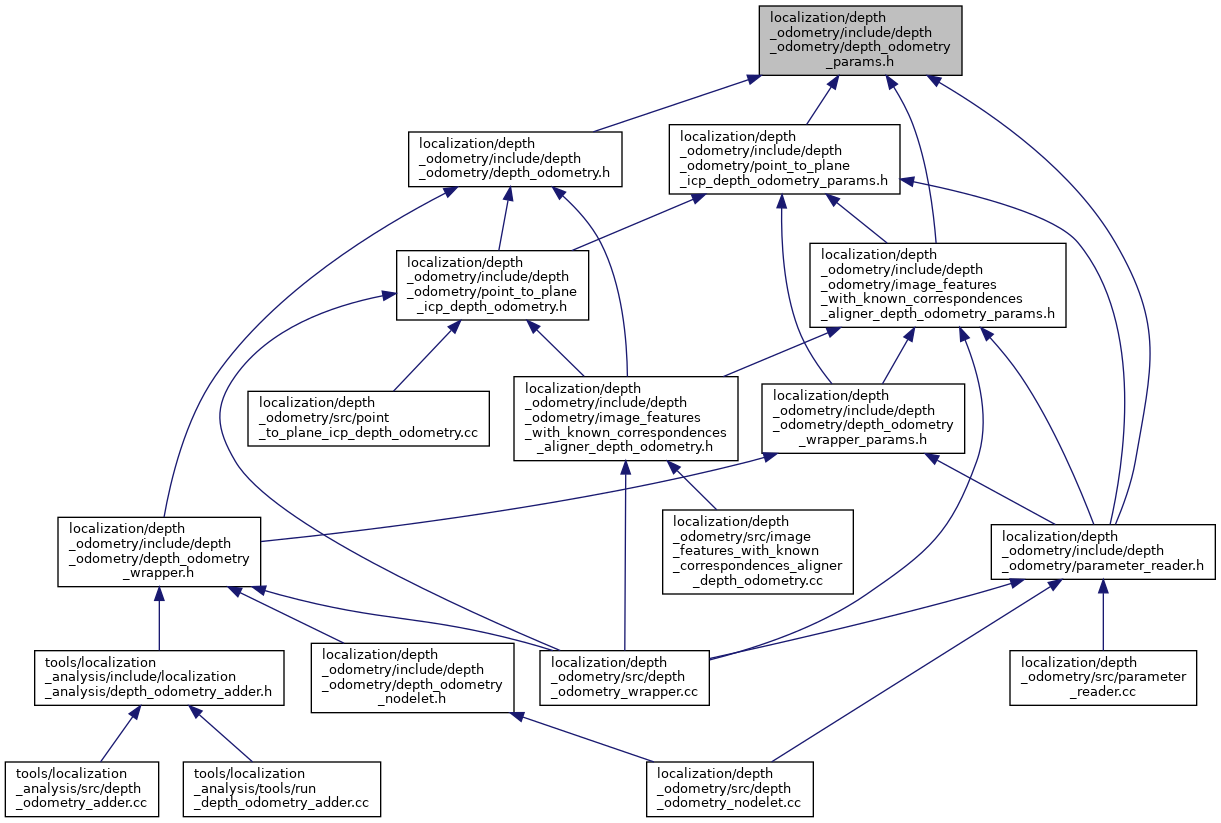 localization/depth
_odometry/include/depth
_odometry/depth_odometry
_params.h
localization/depth
_odometry/include/depth
_odometry/depth_odometry.h
localization/depth
_odometry/include/depth
_odometry/point_to_plane
_icp_depth_odometry_params.h
localization/depth
_odometry/include/depth
_odometry/point_to_plane
_icp_depth_odometry.h
localization/depth
_odometry/include/depth
_odometry/image_features
_with_known_correspondences
_aligner_depth_odometry_params.h
localization/depth
_odometry/src/point
_to_plane_icp_depth_odometry.cc
localization/depth
_odometry/include/depth
_odometry/image_features
_with_known_correspondences
_aligner_depth_odometry.h
localization/depth
_odometry/include/depth
_odometry/depth_odometry
_wrapper_params.h
localization/depth
_odometry/include/depth
_odometry/depth_odometry
_wrapper.h
localization/depth
_odometry/src/image
_features_with_known
_correspondences_aligner
_depth_odometry.cc
localization/depth
_odometry/include/depth
_odometry/parameter_reader.h
tools/localization
_analysis/include/localization
_analysis/depth_odometry_adder.h
localization/depth
_odometry/include/depth
_odometry/depth_odometry
_nodelet.h
localization/depth
_odometry/src/depth
_odometry_wrapper.cc
localization/depth
_odometry/src/parameter
_reader.cc
tools/localization
_analysis/src/depth
_odometry_adder.cc
tools/localization
_analysis/tools/run
_depth_odometry_adder.cc
localization/depth
_odometry/src/depth
_odometry_nodelet.cc